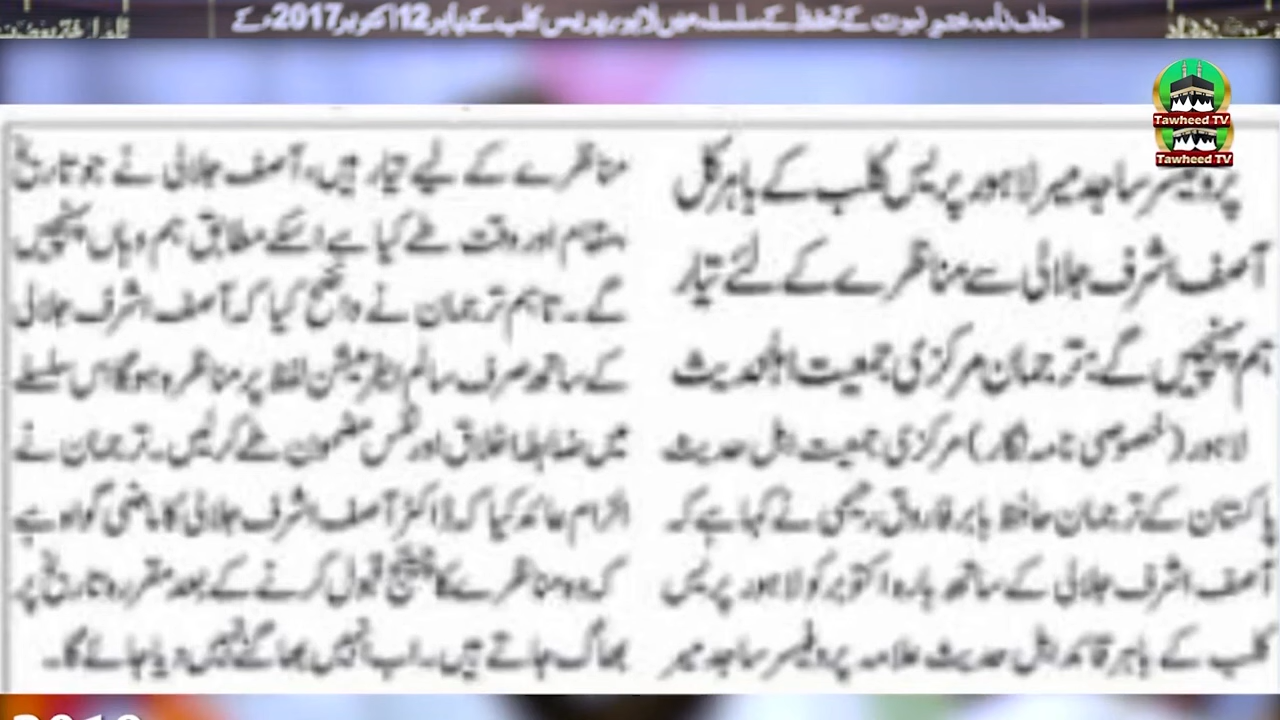 حلف نامہ ختم نبوت کے تحفظ کے سلسلہ میں لاہور پریس کلب کے باہر 12 اکتوبر 2017ء کے
Tawheed TV
Tawheed TV
پروفیسر ساجد میر لاہور پریس کلب کے باہر کل
آصف اشرف جلالی سے مناظرے کے لئے تیار
ہم پہنچیں گے: ترجمان مرکزی جمعیت اہلحدیث
لاہور (خصوصی نامہ نگار) مرکزی جمعیت اہل حدیث
پاکستان کے ترجمان حافظ بابر فاروق رحیمی نے کہا ہے کہ
آصف اشرف جلالی کے ساتھ بارہ اکتوبر کو لاہور پریس
کلب کے باہر قائد اہل حدیث علامہ پروفیسر ساجد میر
مناظرے کے لیے تیار ہیں، آصف جلالی نے جو تاریخ
مقام اور وقت طے کیا ہے اسکے مطابق ہم وہاں پہنچیں
گے۔ تاہم ترجمان نے واضح کیا کہ آصف اشرف جلالی
کے ساتھ صرف سالم لفظ پر مناظرہ ہوگا اس سلسلے
میں ضابطہ اخلاق اور نفس مضمون طے کرلیں۔ ترجمان نے
الزام عائد کیا کہ ڈاکٹر آصف اشرف جلالی کا ماضی گواہ ہے
کہ وہ مناظرے کا چیلنج قبول کرنے کے بعد مقررہ تاریخ پر
بھاگ جاتے ہیں۔ اب انہیں بھاگنے نہیں دیا جائے گا۔